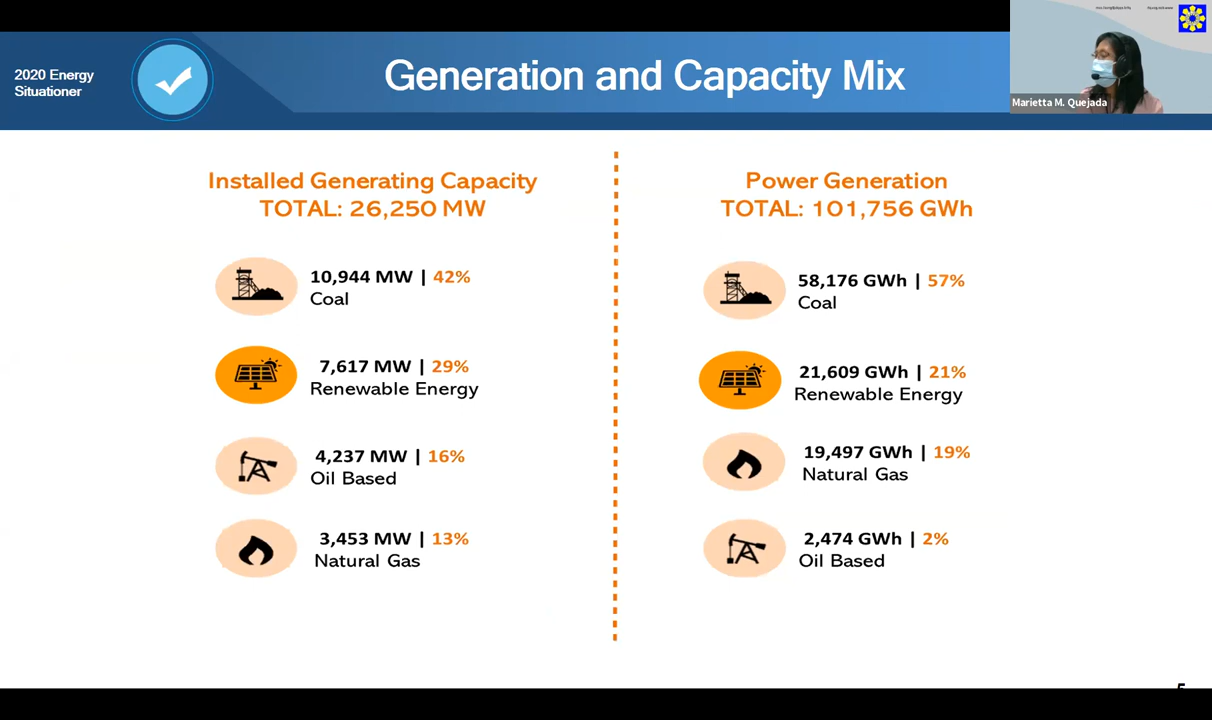 2020 Energy
Situationer
Generation and Capacity Mix
Marietta M. Quejada
Installed Generating Capacity
TOTAL: 26,250 MW
10,944 MW | 42%
Coal
7,617 MW | 29%
Renewable Energy
4,237 MW | 16%
Oil Based
3,453 MW | 13%
Natural Gas
Power Generation
TOTAL: 101,756 GWh
58,176 GWh | 57%
Coal
21,609 GWh | 21%
Renewable Energy
19,497 GWh | 19%
Natural Gas
2,474 GWh | 2%
Oil Based